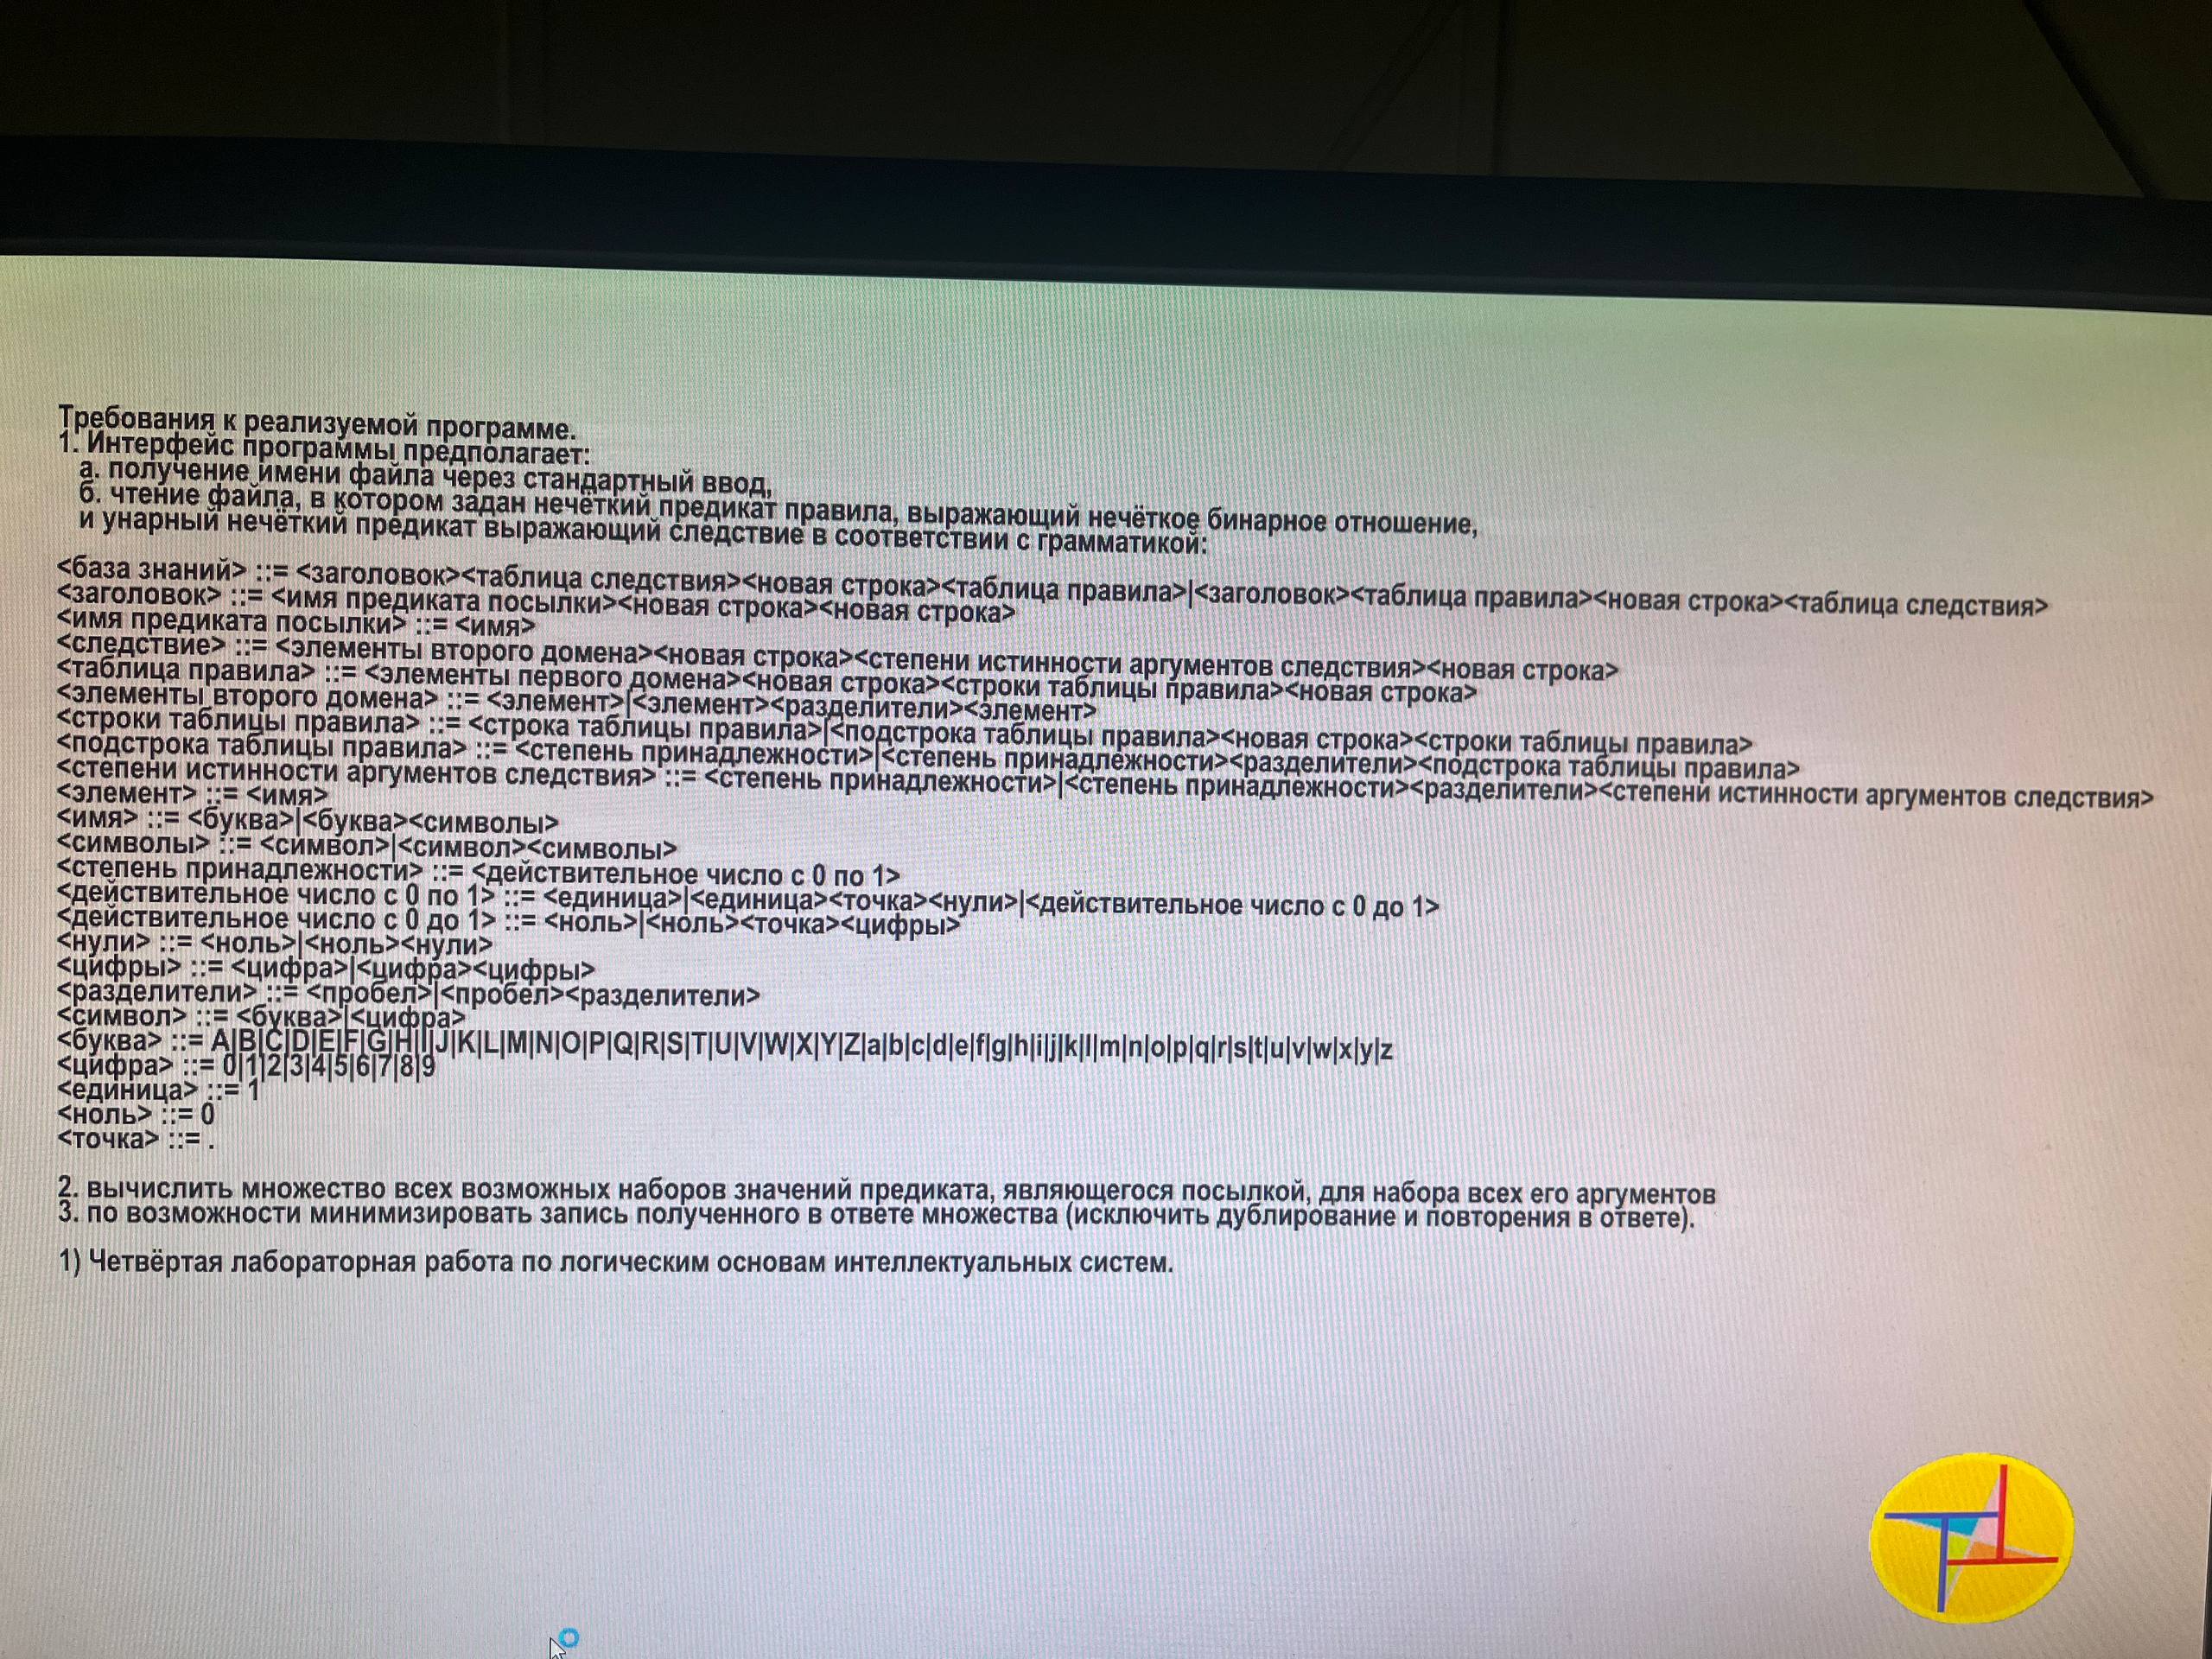 Требования к реализуемой программе.
1. Интерфейс программы предполагает:
а. получение имени файла через стандартный ввод,
б. чтение файла, в котором задан нечёткий предикат правила, выражающий нечёткое бинарное отношение,
и унарный нечёткий предикат выражающий следствие в соответствии с грамматикой:
<база знаний> ::= <заголовок><таблица следствия><новая строка><таблица правила>|<заголовок><таблица правила><новая строка><таблица следствия>
<заголовок> ::= <имя предиката посылки><новая строка><новая строка>
<имя предиката посылки> ::= <имя>
<следствие> ::= <элементы второго домена><новая строка><степени истинности аргументов следствия><новая строка>
<таблица правила> ::= <элементы первого домена><новая строка><строки таблицы правила><новая строка>
<элементы второго домена> ::= <элемент>|<элемент><разделители><элемент>
<строки таблицы правила> ::= <строка таблицы правила>|<подстрока таблицы правила><новая строка><строки таблицы правила>
<подстрока таблицы правила> ::= <степень принадлежности>|<степень принадлежности><разделители><подстрока таблицы правила>
<степени истинности аргументов следствия> ::= <степень принадлежности>|<степень принадлежности><разделители><степени истинности аргументов следствия>
<элемент> ::= <имя>
<имя> ::= <буква>|<буква><символы>
<символы> ::= <символ>|<символ><символы>
<степень принадлежности> ::= <действительное число с 0 по 1>
<действительное число с 0 по 1> ::= <единица>|<единица><точка><нули>|<действительное число с 0 до 1>
<действительное число с 0 до 1> ::= <ноль>|<ноль><точка><цифры>
<нули> ::= <ноль>|<ноль><нули>
<цифры> ::= <цифра>|<цифра><цифры>
<разделители> ::= <пробел>|<пробел><разделители>
<символ> ::= <буква>|<цифра>
<буква> ::= A|B|C|D|E|F|G|H|I|J|K|L|M|N|O|P|Q|R|S|T|U|V|W|X|Y|Z|a|b|c|d|e|f|g|h|i|j|k|l|m|n|o|p|q|r|s|t|u|v|w|x|y|z
<цифра> ::= 0|1|2|3|4|5|6|7|8|9
<единица> ::= 1
<ноль> ::= 0
<точка> ::= .
2. вычислить множество всех возможных наборов значений предиката, являющегося посылкой, для набора всех его аргументов
3. по возможности минимизировать запись полученного в ответе множества (исключить дублирование и повторения в ответе).
1) Четвёртая лабораторная работа по логическим основам интеллектуальных систем.